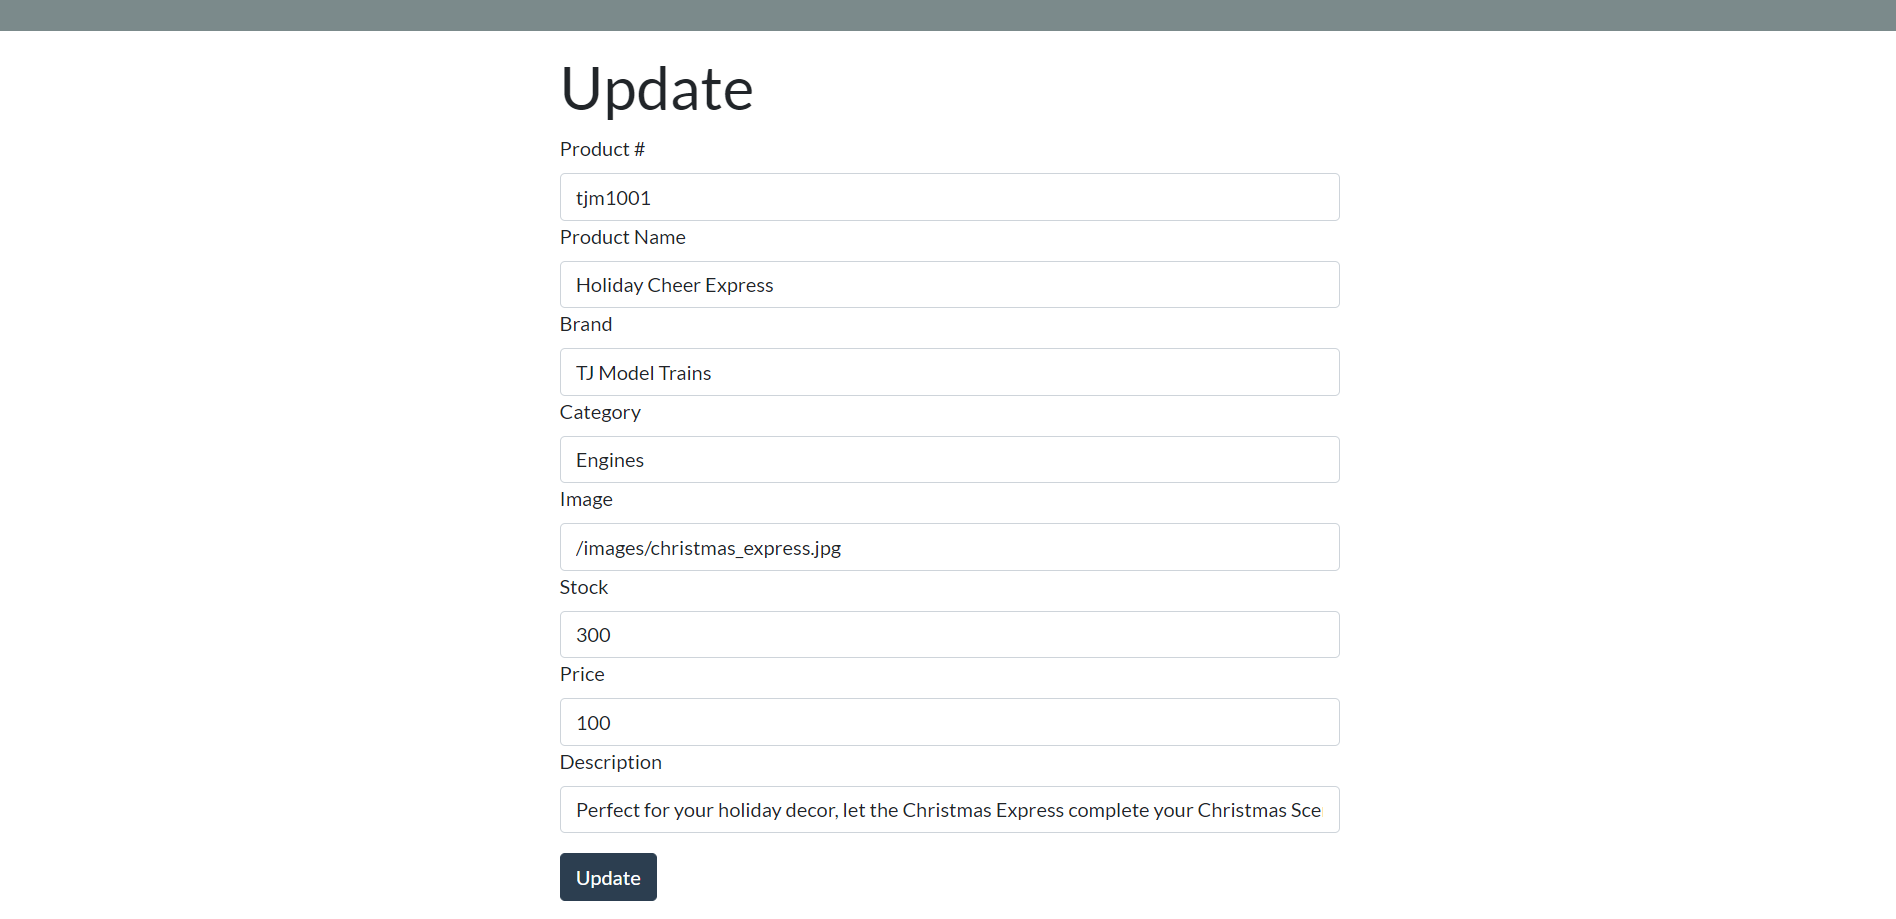 Update
Product #
tjm1001
Product Name
Holiday Cheer Express
Brand
TJ Model Trains
Category
Engines
Image
/images/christmas_express.jpg
Stock
300
Price
100
Description
Perfect for your holiday decor, let the Christmas Express complete your Christmas
Update